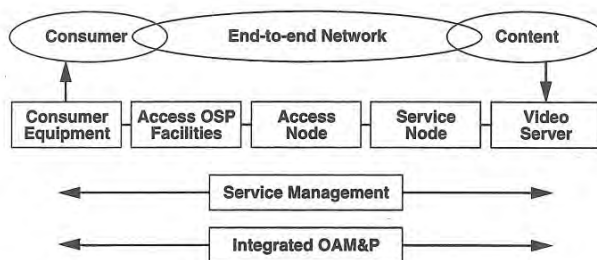 Consumer
End-to-end Network
Content
Consumer
Equipment
Access OSP
Facilities
Access
Node
Service
Node
Video
Server
Service Management
Integrated OAM&P